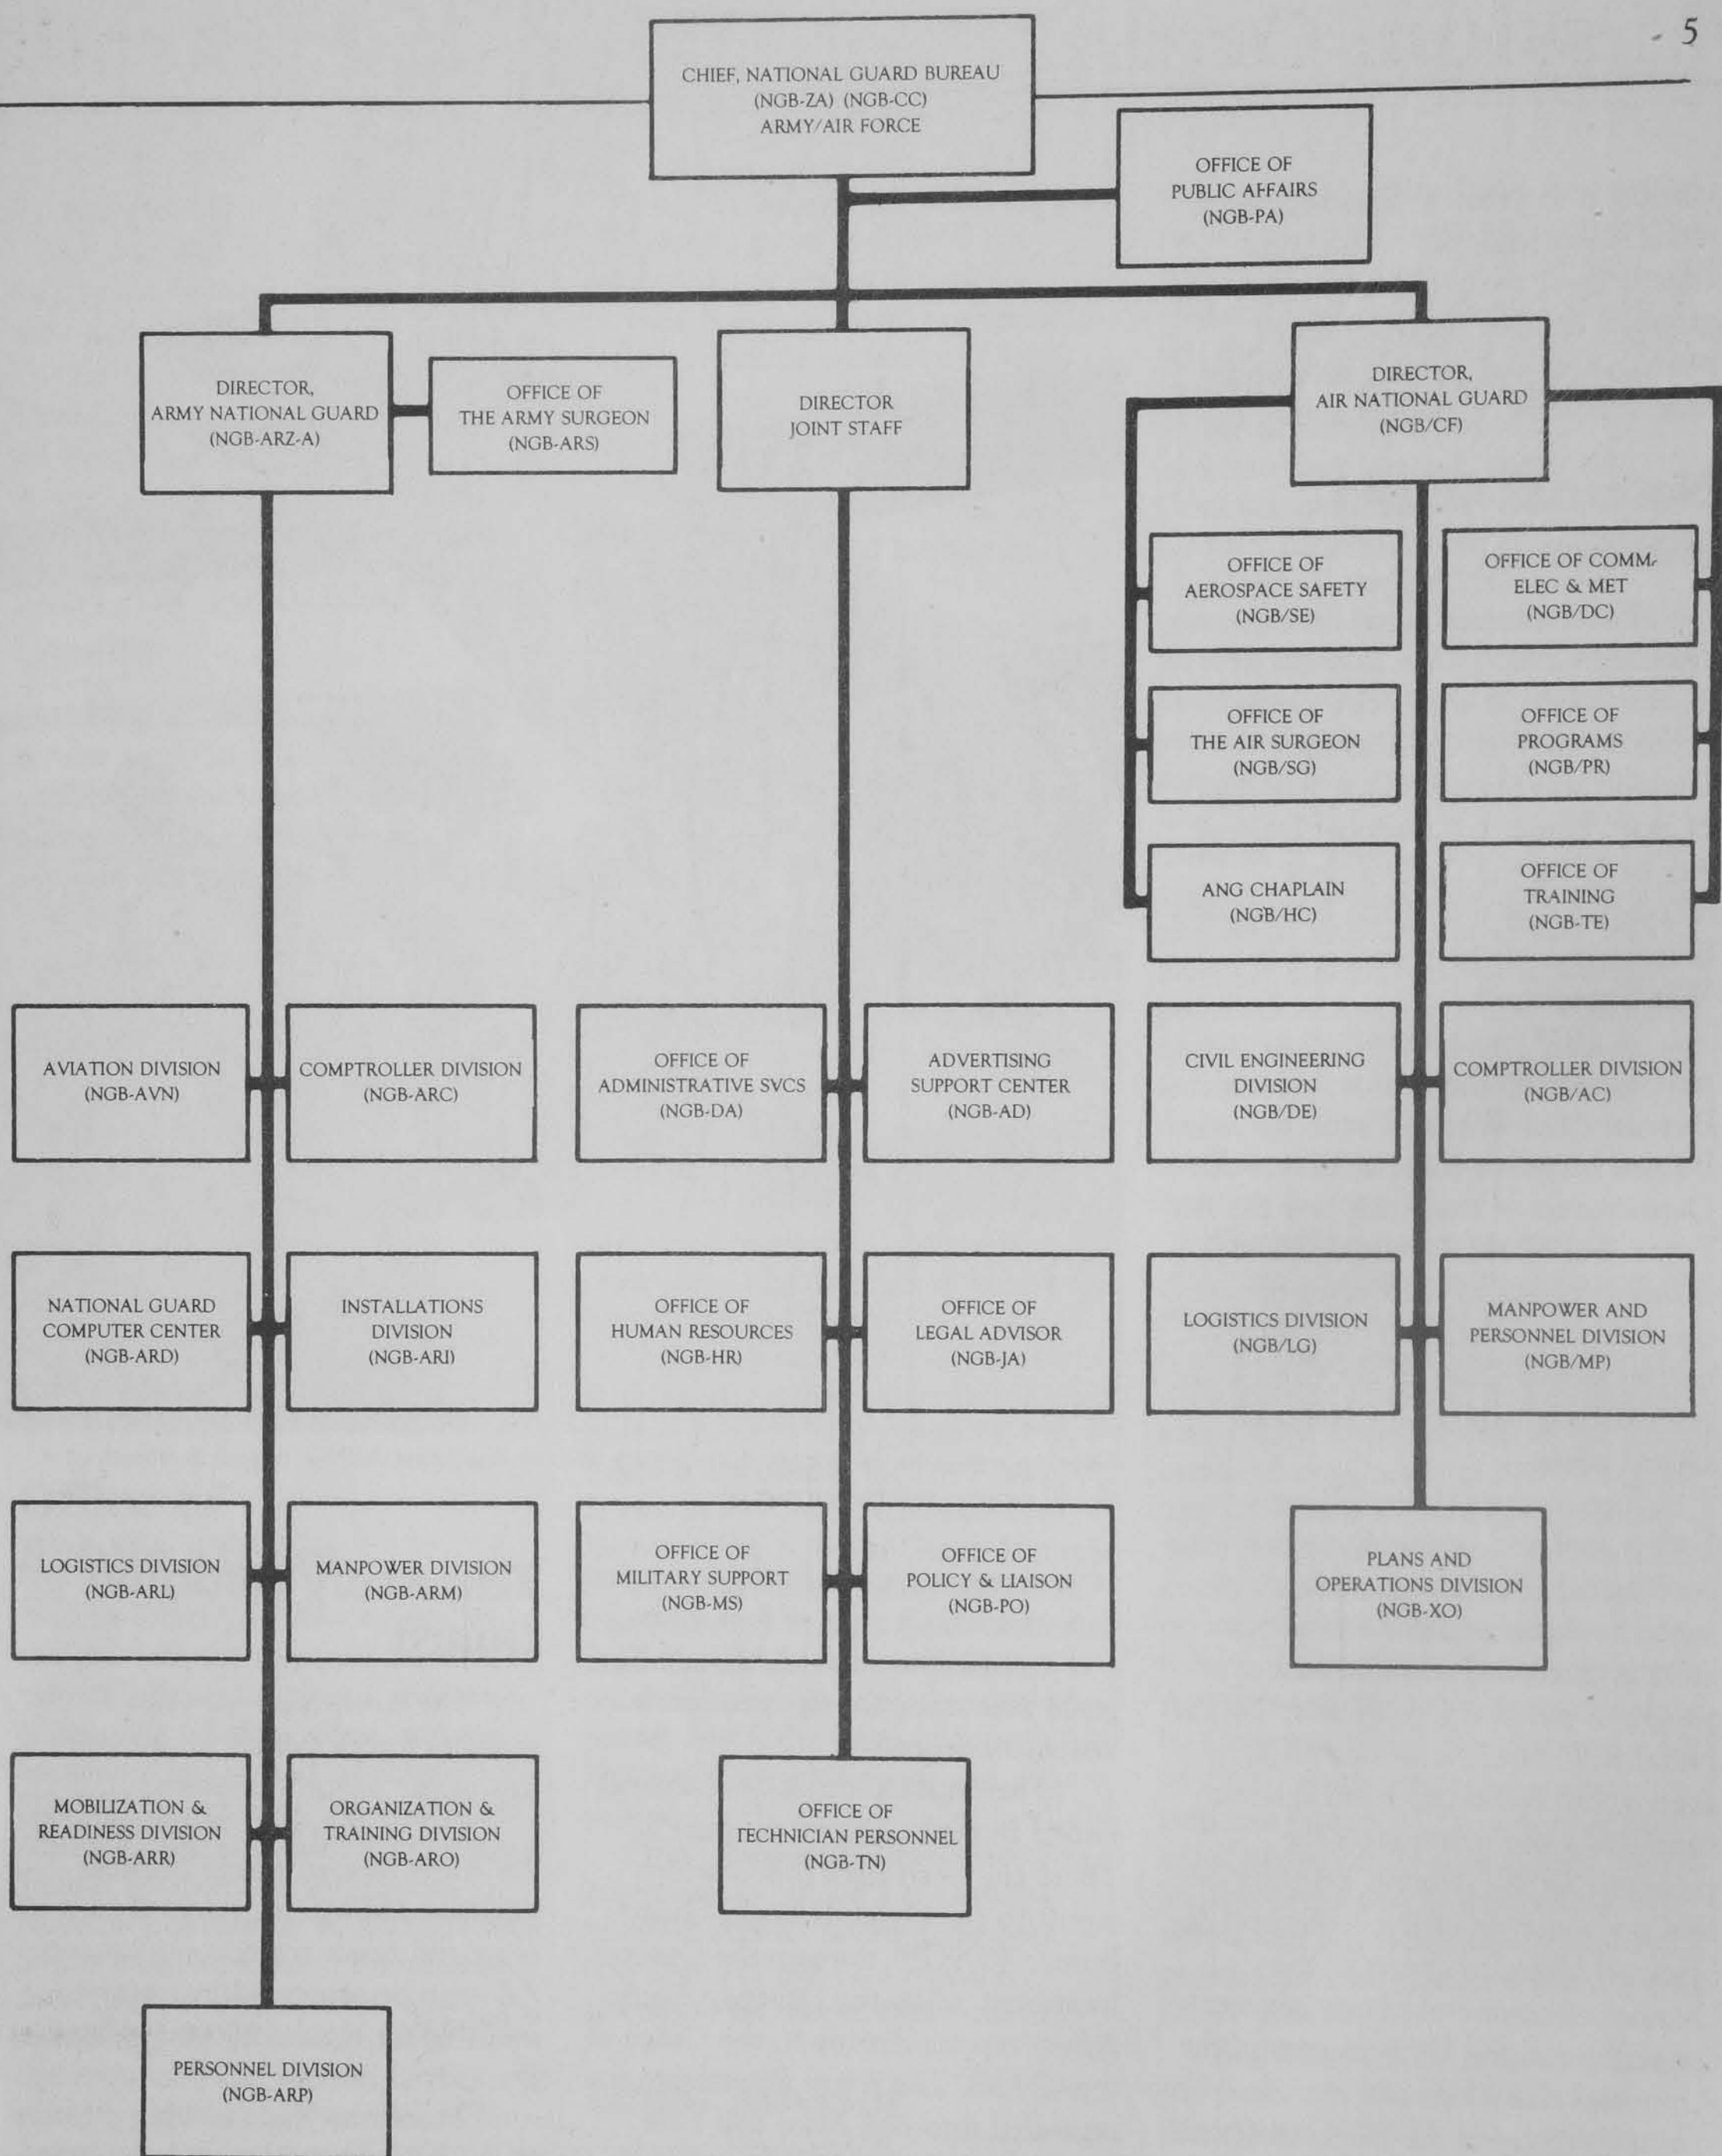 - 5
CHIEF, NATIONAL GUARD BUREAU
(NGB-ZA) (NGB-CC)
ARMY/AIR FORCE
OFFICE OF
PUBLIC AFFAIRS
(NGB-PA)
DIRECTOR,
ARMY NATIONAL GUARD
(NGB-ARZ-A)
OFFICE OF
THE ARMY SURGEON
(NGB-ARS)
DIRECTOR
JOINT STAFF
DIRECTOR,
AIR NATIONAL GUARD
(NGB/CF)
OFFICE OF
AEROSPACE SAFETY
(NGB/SE)
OFFICE OF COMM,
ELEC & MET
(NGB/DC)
OFFICE OF
THE AIR SURGEON
(NGB/SG)
OFFICE OF
PROGRAMS
(NGB/PR)
ANG CHAPLAIN
(NGB/HC)
OFFICE OF
TRAINING
(NGB-TE)
AVIATION DIVISION
(NGB-AVN)
COMPTROLLER DIVISION
(NGB-ARC)
OFFICE OF
ADMINISTRATIVE SVCS
(NGB-DA)
ADVERTISING
SUPPORT CENTER
(NGB-AD)
CIVIL ENGINEERING
DIVISION
(NGB/DE)
COMPTROLLER DIVISION
(NGB/AC)
NATIONAL GUARD
COMPUTER CENTER
(NGB-ARD)
INSTALLATIONS
DIVISION
(NGB-ARI)
OFFICE OF
HUMAN RESOURCES
(NGB-HR)
OFFICE OF
LEGAL ADVISOR
(NGB-JA)
LOGISTICS DIVISION
(NGB/LG)
MANPOWER AND
PERSONNEL DIVISION
(NGB/MP)
LOGISTICS DIVISION
(NGB-ARL)
MANPOWER DIVISION
(NGB-ARM)
OFFICE OF
MILITARY SUPPORT
(NGB-MS)
OFFICE OF
POLICY & LIAISON
(NGB-PO)
PLANS AND
OPERATIONS DIVISION
(NGB-XO)
MOBILIZATION &
READINESS DIVISION
(NGB-ARR)
ORGANIZATION &
TRAINING DIVISION
(NGB-ARO)
OFFICE OF
TECHNICIAN PERSONNEL
(NGB-TN)
PERSONNEL DIVISION
(NGB-ARP)